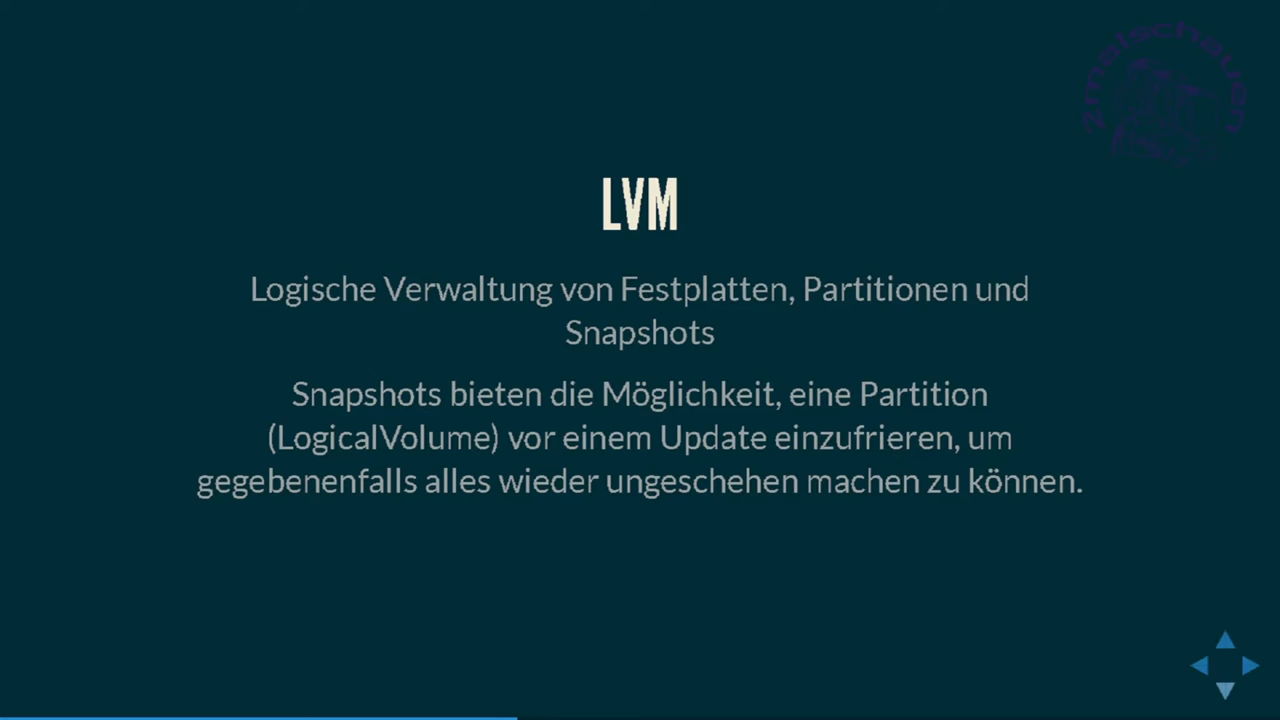 2malschauen
LVM
Logische Verwaltung von Festplatten, Partitionen und
Snapshots
Snapshots bieten die Möglichkeit, eine Partition
(LogicalVolume) vor einem Update einzufrieren, um
gegebenenfalls alles wieder ungeschehen machen zu können.